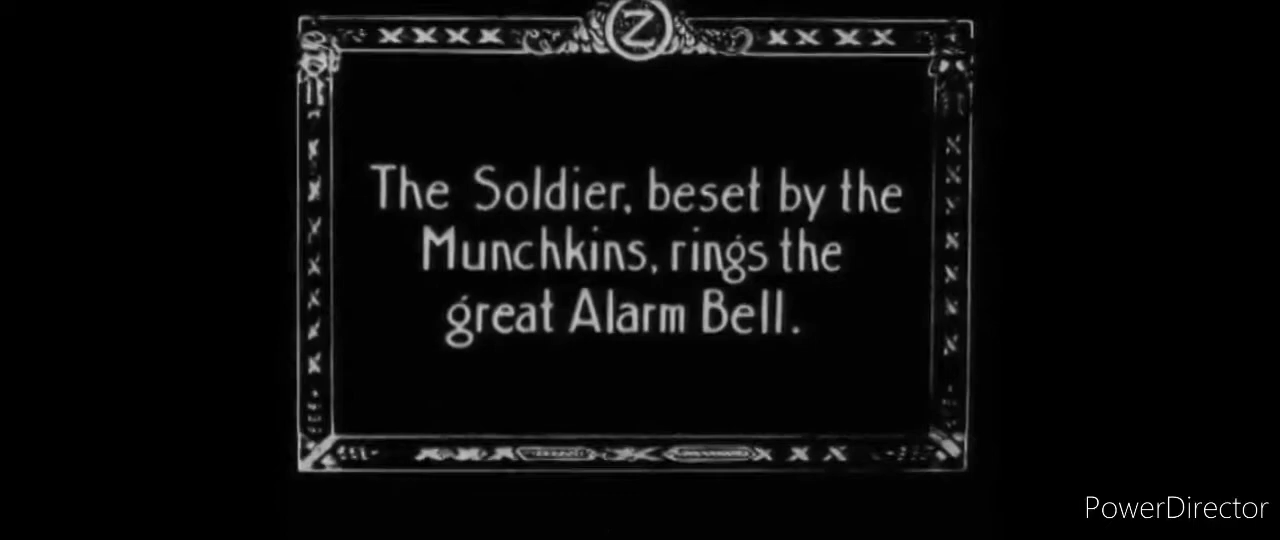 Z
The Soldier, beset by the
Munchkins, rings the
great Alarm Bell.
PowerDirector